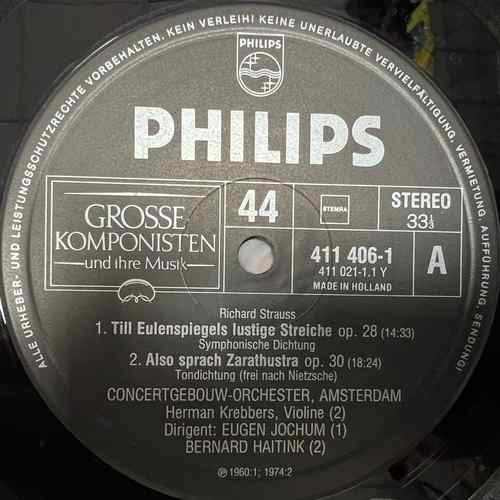 ALLE URHEBER- UND LEISTUNGSSCHUTZRECHTE VORBEHALTEN. KEIN VERLEIH! KEINE UNERLAUBTE VERVIELFÄLTIGUNG, VERMIETUNG, AUFFÜHRUNG, SENDUNG!
PHILIPS
PHILIPS
GROSSE
KOMPONISTEN
und ihre Musik
44
STEMRA
STEREO
33⅓
411 406-1
411 021-1.1 Y
MADE IN HOLLAND
A
Richard Strauss
1. Till Eulenspiegels lustige Streiche op. 28 (14:33)
Symphonische Dichtung
2. Also sprach Zarathustra op. 30 (18:24)
Tondichtung (frei nach Nietzsche)
CONCERTGEBOUW-ORCHESTER, AMSTERDAM
Herman Krebbers, Violine (2)
Dirigent: EUGEN JOCHUM (1)
BERNARD HAITINK (2)
℗ 1960:1; 1974:2